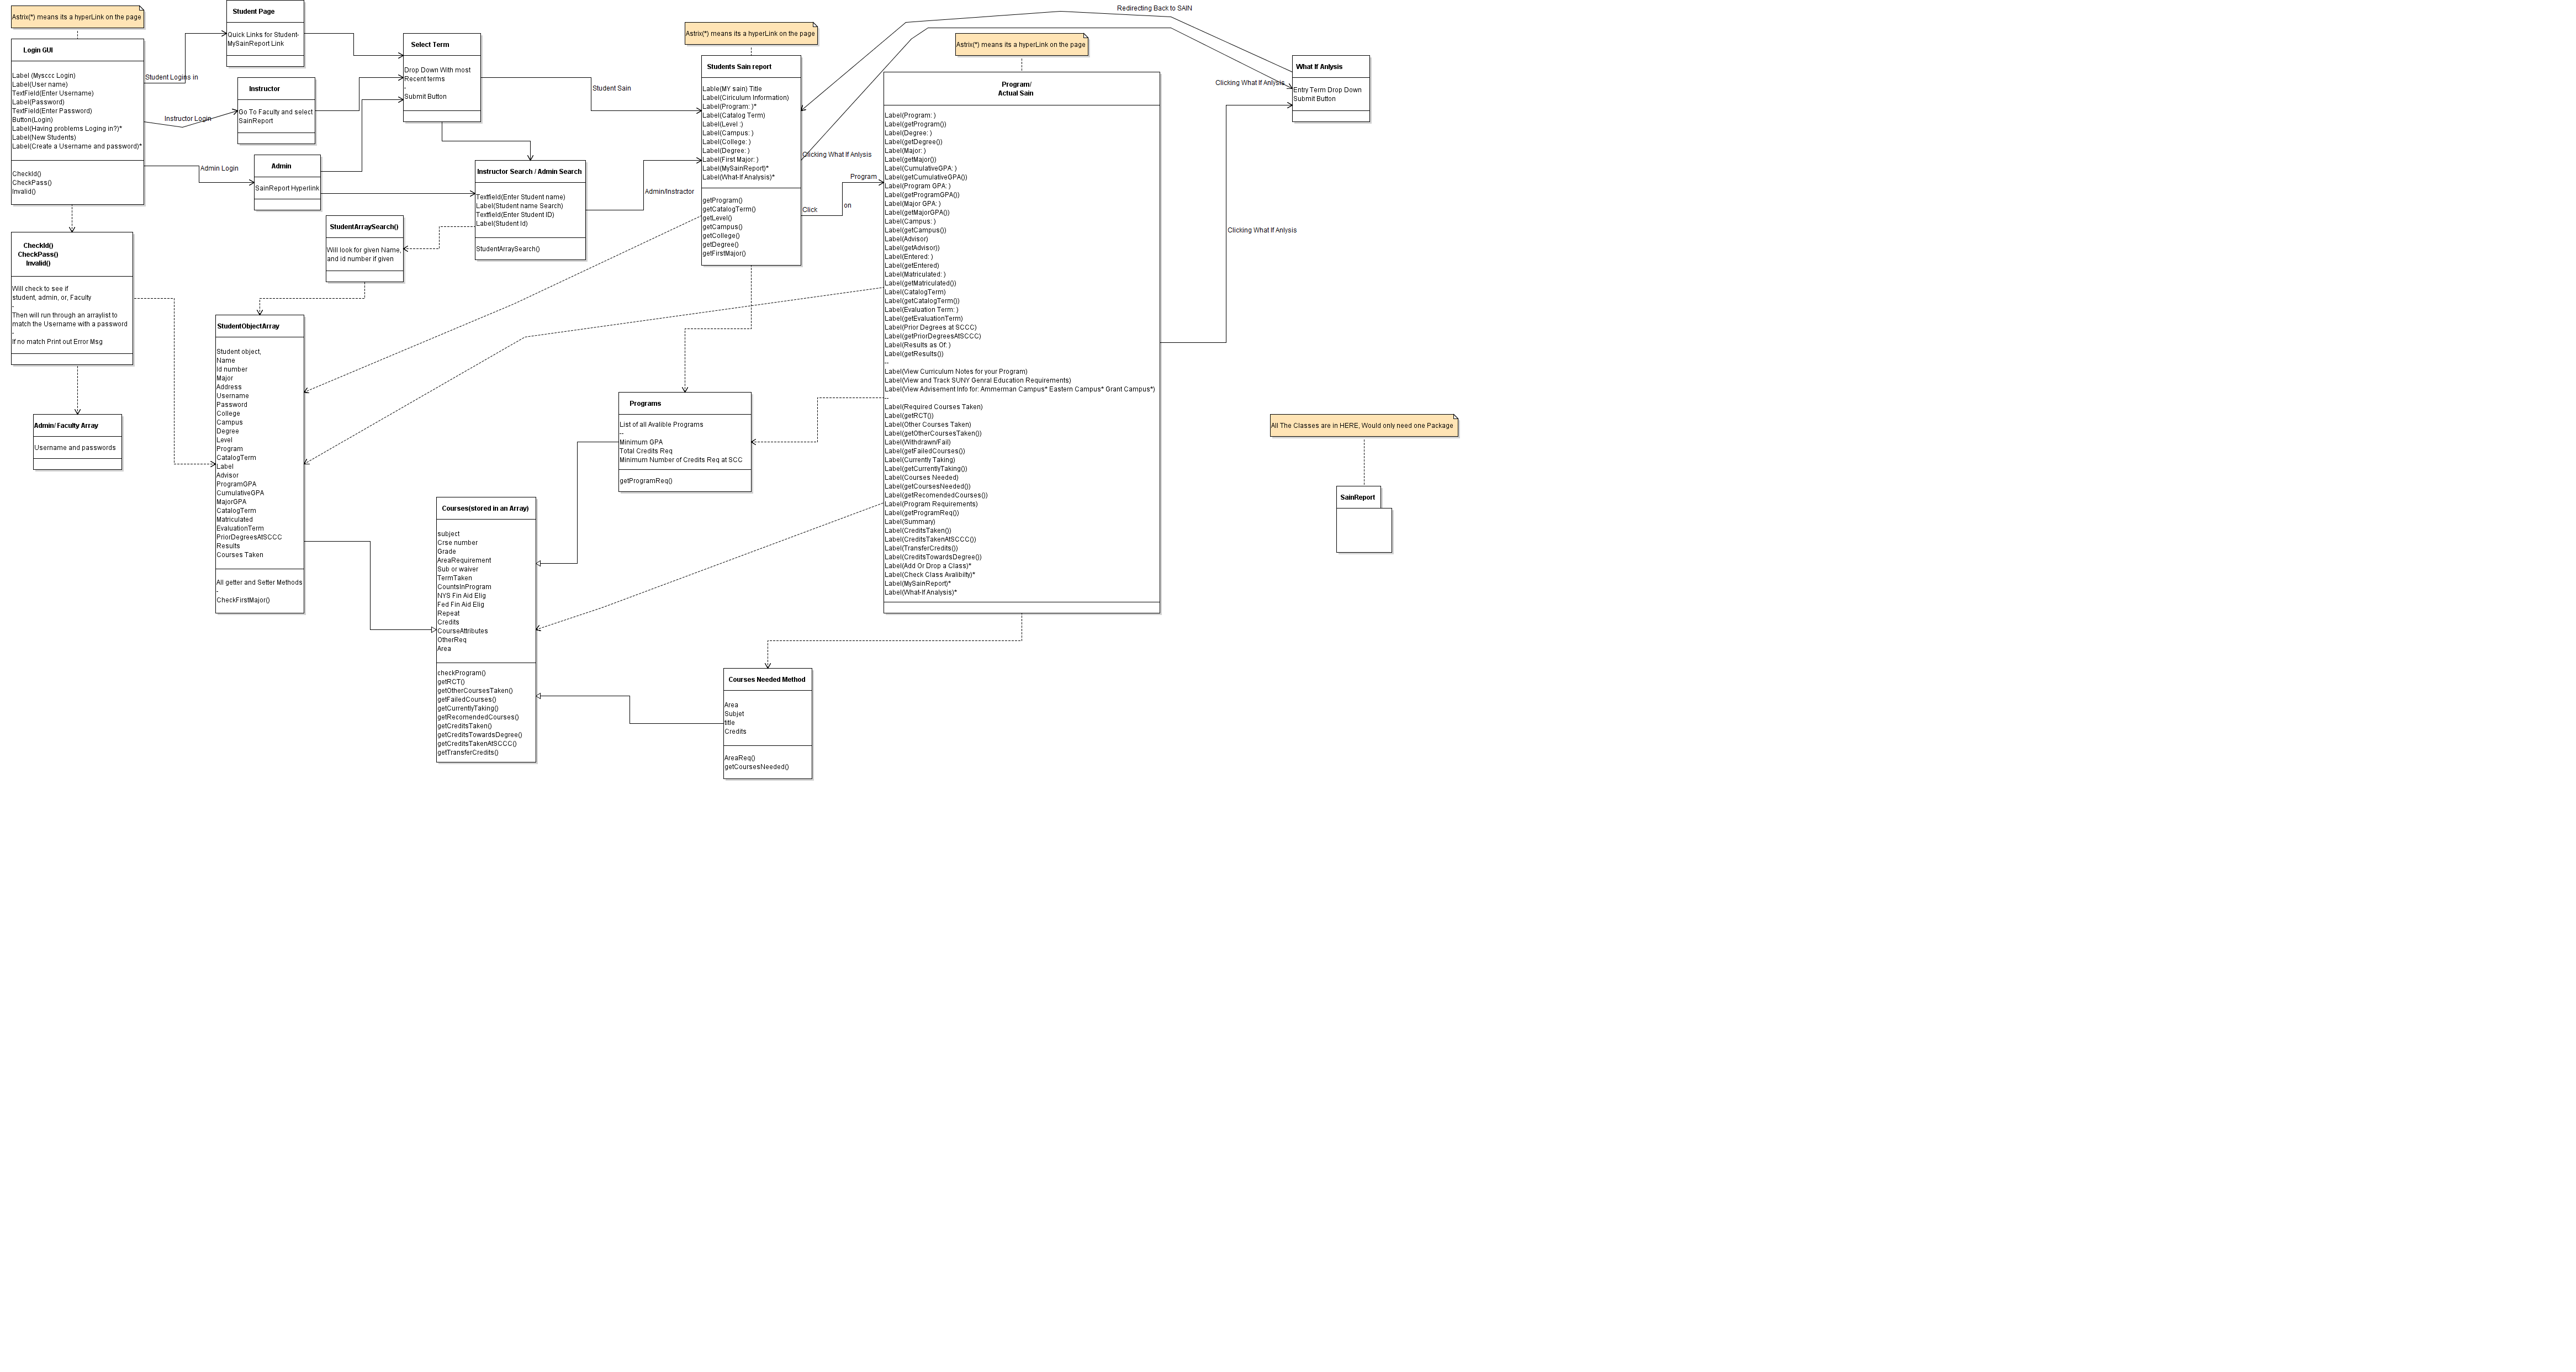 Astrix(*) means its a hyperLink on the page
Login GUI
Label (Mysccc Login)
Label(User name)
TextField(Enter Username)
Label(Password)
TextField(Enter Password)
Button(Login)
Label(Having problems Loging in?)*
Label(New Students)
Label(Create a Username and password)*
CheckId()
CheckPass()
Invalid()
Student Logins in
Instructor Login
Admin Login
Student Page
Quick Links for Student-
MySainReport Link
Instructor
Go To Faculty and select
SainReport
Admin
SainReport Hyperlink
Select Term
Drop Down With most
Recent terms
-
Submit Button
Student Sain
Instructor Search / Admin Search
Textfield(Enter Student name)
Label(Student name Search)
Textfield(Enter Student ID)
Label(Student Id)
StudentArraySearch()
Admin/Instractor
StudentArraySearch()
Will look for given Name,
and id number if given
CheckId()
CheckPass()
Invalid()
Will check to see if
student, admin, or, Faculty
-
Then will run through an arraylist to
match the Username with a password
-
If no match Print out Error Msg
Admin/ Faculty Array
Username and passwords
StudentObjectArray
Student object,
Name
Id number
Major
Address
Username
Password
College
Campus
Degree
Level
Program
CatalogTerm
Label
Advisor
ProgramGPA
CumulativeGPA
MajorGPA
CatalogTerm
Matriculated
EvaluationTerm
PriorDegreesAtSCCC
Results
Courses Taken
All getter and Setter Methods
-
CheckFirstMajor()
Courses(stored in an Array)
subject
Crse number
Grade
AreaRequirement
Sub or waiver
TermTaken
CountsInProgram
NYS Fin Aid Elig
Fed Fin Aid Elig
Repeat
Credits
CourseAttributes
OtherReq
Area
checkProgram()
getRCT()
getOtherCoursesTaken()
getFailedCourses()
getCurrentlyTaking()
getRecomendedCourses()
getCreditsTaken()
getCreditsTowardsDegree()
getCreditsTakenAtSCCC()
getTransferCredits()
Programs
List of all Avalible Programs
--
Minimum GPA
Total Credits Req
Minimum Number of Credits Req at SCC
getProgramReq()
Courses Needed Method
Area
Subjet
title
Credits
AreaReq()
getCoursesNeeded()
Astrix(*) means its a hyperLink on the page
Students Sain report
Lable(MY sain) Title
Label(Ciriculum Information)
Label(Program: )*
Label(Catalog Term)
Label(Level :)
Label(Campus: )
Label(College: )
Label(Degree: )
Label(First Major: )
Label(MySainReport)*
Label(What-If Analysis)*
getProgram()
getCatalogTerm()
getLevel()
getCampus()
getCollege()
getDegree()
getFirstMajor()
Clicking What If Anlysis
Click
on
Program
Astrix(*) means its a hyperLink on the page
Program/
Actual Sain
Label(Program: )
Label(getProgram())
Label(Degree: )
Label(getDegree())
Label(Major: )
Label(getMajor())
Label(CumulativeGPA: )
Label(getCumulativeGPA())
Label(Program GPA: )
Label(getProgramGPA())
Label(Major GPA: )
Label(getMajorGPA())
Label(Campus: )
Label(getCampus())
Label(Advisor)
Label(getAdvisor))
Label(Entered: )
Label(getEntered)
Label(Matriculated: )
Label(getMatriculated())
Label(CatalogTerm)
Label(getCatalogTerm())
Label(Evaluation Term: )
Label(getEvaluationTerm)
Label(Prior Degrees at SCCC)
Label(getPriorDegreesAtSCCC)
Label(Results as Of: )
Label(getResults())
--
Label(View Curriculum Notes for your Program)
Label(View and Track SUNY Genral Education Requirements)
Label(View Advisement Info for: Ammerman Campus* Eastern Campus* Grant Campus*)
--
Label(Required Courses Taken)
Label(getRCT())
Label(Other Courses Taken)
Label(getOtherCoursesTaken())
Label(Withdrawn/Fail)
Label(getFailedCourses())
Label(Currently Taking)
Label(getCurrentlyTaking())
Label(Courses Needed)
Label(getCoursesNeeded())
Label(getRecomendedCourses())
Label(Program Requirements)
Label(getProgramReq())
Label(Summary)
Label(CreditsTaken())
Label(CreditsTakenAtSCCC())
Label(TransferCredits())
Label(CreditsTowardsDegree())
Label(Add Or Drop a Class)*
Label(Check Class Avalibilty)*
Label(MySainReport)*
Label(What-If Analysis)*
Redirecting Back to SAIN
Clicking What If Anlysis
Clicking What If Anlysis
What If Anlysis
Entry Term Drop Down
Submit Button
All The Classes are in HERE, Would only need one Package
SainReport